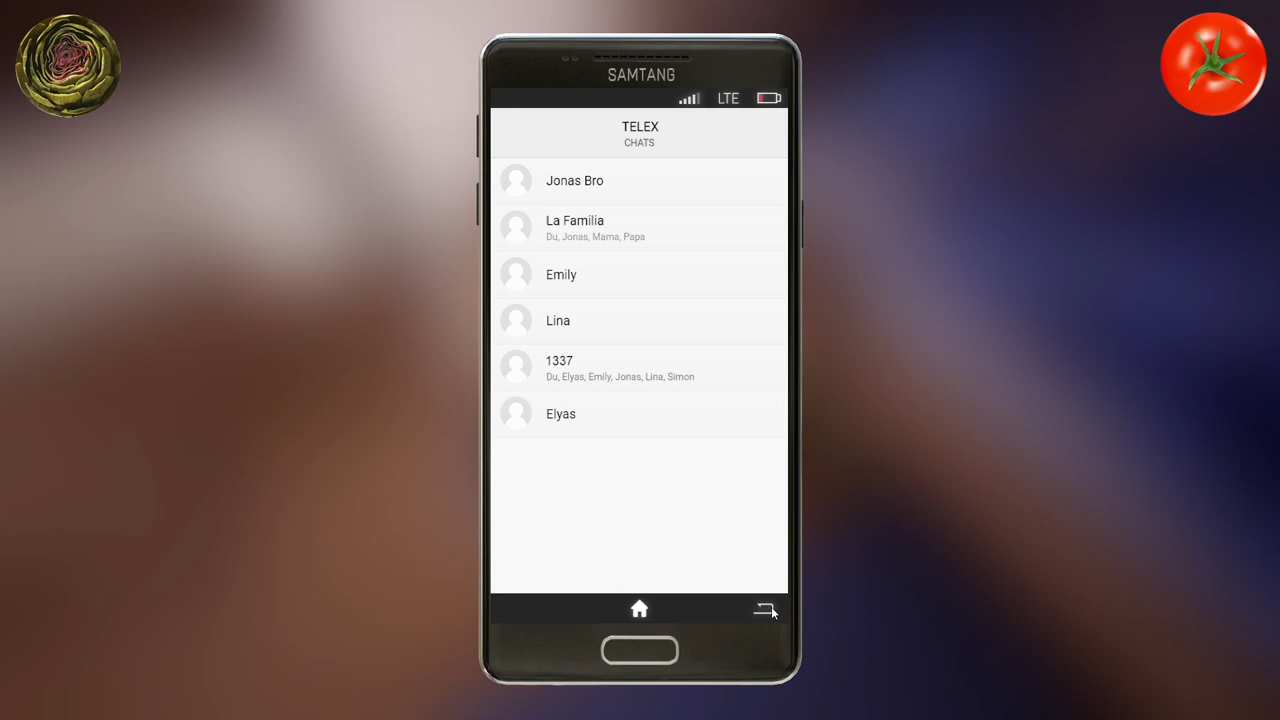 SAMTANG
LTE
TELEX
CHATS
Jonas Bro
La Familia
Du, Jonas, Mama, Papa
Emily
Lina
1337
Du, Elyas, Emily, Jonas, Lina, Simon
Elyas